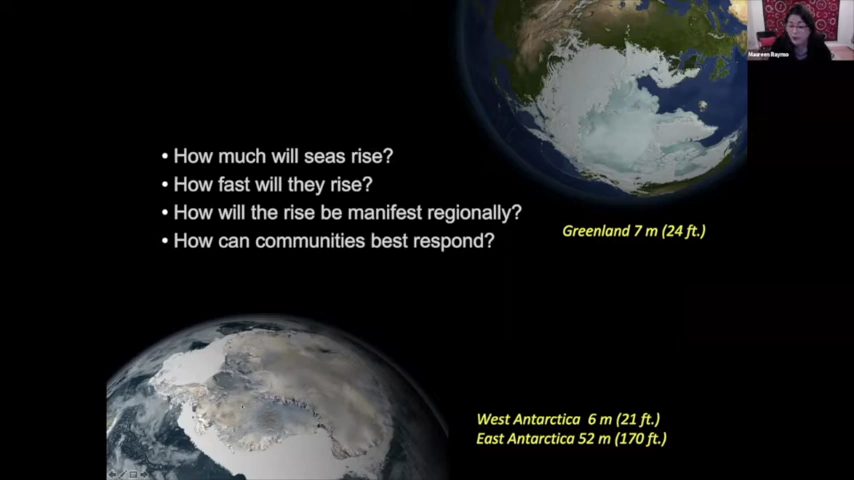 Maureen Raymo
• How much will seas rise?
• How fast will they rise?
• How will the rise be manifest regionally?
• How can communities best respond?
Greenland 7 m (24 ft.)
West Antarctica 6 m (21 ft.)
East Antarctica 52 m (170 ft.)